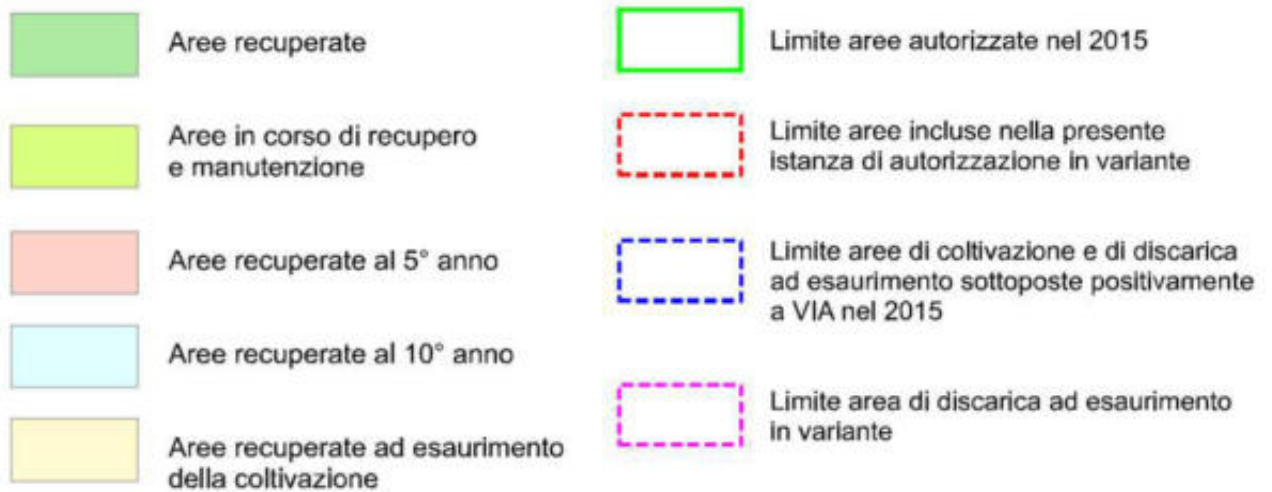 Aree recuperate
Aree in corso di recupero
e manutenzione
Aree recuperate al 5° anno
Aree recuperate al 10° anno
Aree recuperate ad esaurimento
della coltivazione
Limite aree autorizzate nel 2015
Limite aree incluse nella presente
istanza di autorizzazione in variante
Limite aree di coltivazione e di discarica
ad esaurimento sottoposte positivamente
a VIA nel 2015
Limite area di discarica ad esaurimento
in variante